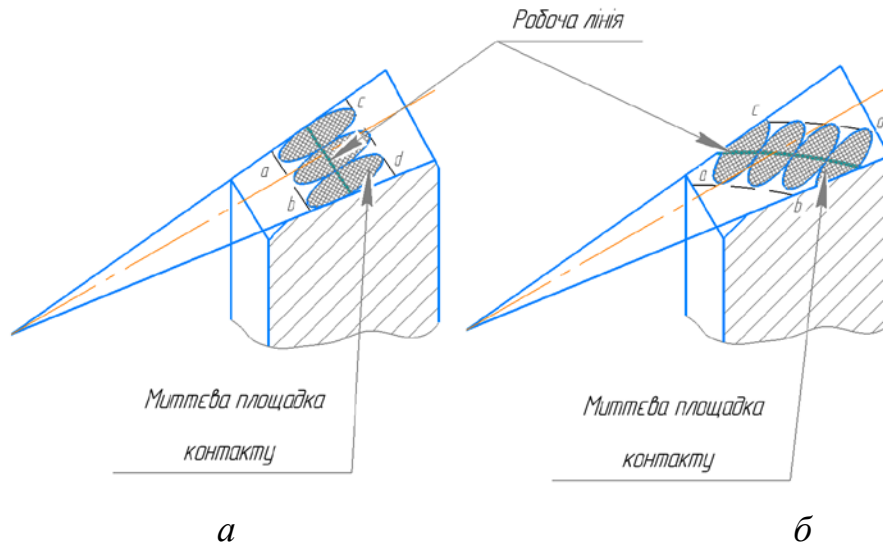 Робоча лінія
c
a
d
b
c
a
b
d
Миттєва площадка
контакту
Миттєва площадка
контакту
а
б